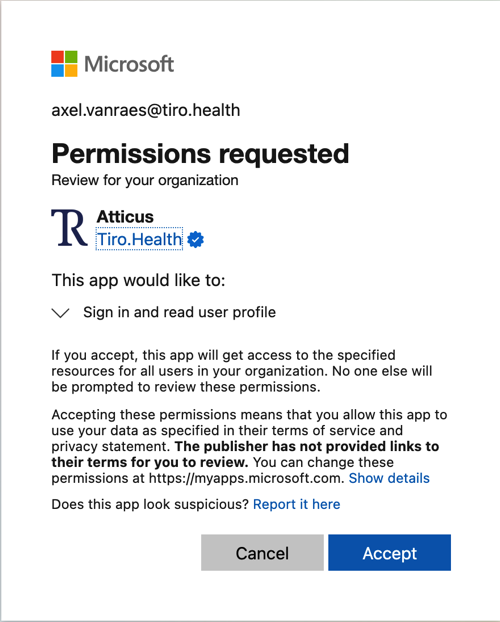 Microsoft
axel.vanraes@tiro.health
Permissions requested
Review for your organization
TR
Atticus
Tiro.Health
This app would like to:
Sign in and read user profile
If you accept, this app will get access to the specified
resources for all users in your organization. No one else will
be prompted to review these permissions.
Accepting these permissions means that you allow this app to
use your data as specified in their terms of service and
privacy statement. The publisher has not provided links to
their terms for you to review. You can change these
permissions at https://myapps.microsoft.com. Show details
Does this app look suspicious? Report it here
Cancel
Accept